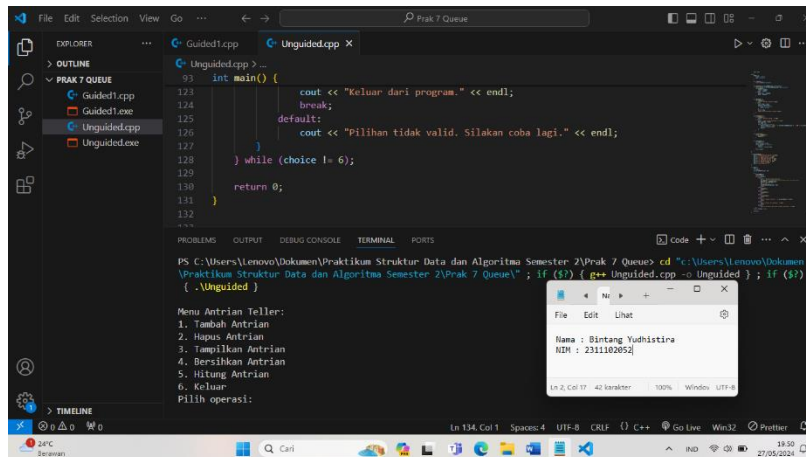 File Edit Selection View Go ... Prak 7 Queue
EXPLORER ...
> OUTLINE
PRAK 7 QUEUE
Guided1.cpp
Guided1.exe
Unguided.cpp
Unguided.exe
> TIMELINE
Guided1.cpp Unguided.cpp
Unguided.cpp > ...
93 int main() {
123 cout << "Keluar dari program." << endl;
124 break;
125 default:
126 cout << "Pilihan tidak valid. Silakan coba lagi." << endl;
127 }
128 } while (choice != 6);
129
130 return 0;
131 }
132
PROBLEMS OUTPUT DEBUG CONSOLE TERMINAL PORTS Code
PS C:\Users\Lenovo\Dokumen\Praktikum Struktur Data dan Algoritma Semester 2\Prak 7 Queue> cd "c:\Users\Lenovo\Dokumen
\Praktikum Struktur Data dan Algoritma Semester 2\Prak 7 Queue\" ; if ($?) { g++ Unguided.cpp -o Unguided } ; if ($?)
{ .\Unguided }
Menu Antrian Teller:
1. Tambah Antrian
2. Hapus Antrian
3. Tampilkan Antrian
4. Bersihkan Antrian
5. Hitung Antrian
6. Keluar
Pilih operasi:
File Edit Lihat
Nama : Bintang Yudhistira
NIM : 2311102052
Ln 2, Col 17 42 karakter 100% Window UTF-8
0 0 0 Ln 134, Col 1 Spaces: 4 UTF-8 CRLF {} C++ Go Live Win32 Prettier
24°C
Berawan
Cari
IND
19.50
27/05/2024